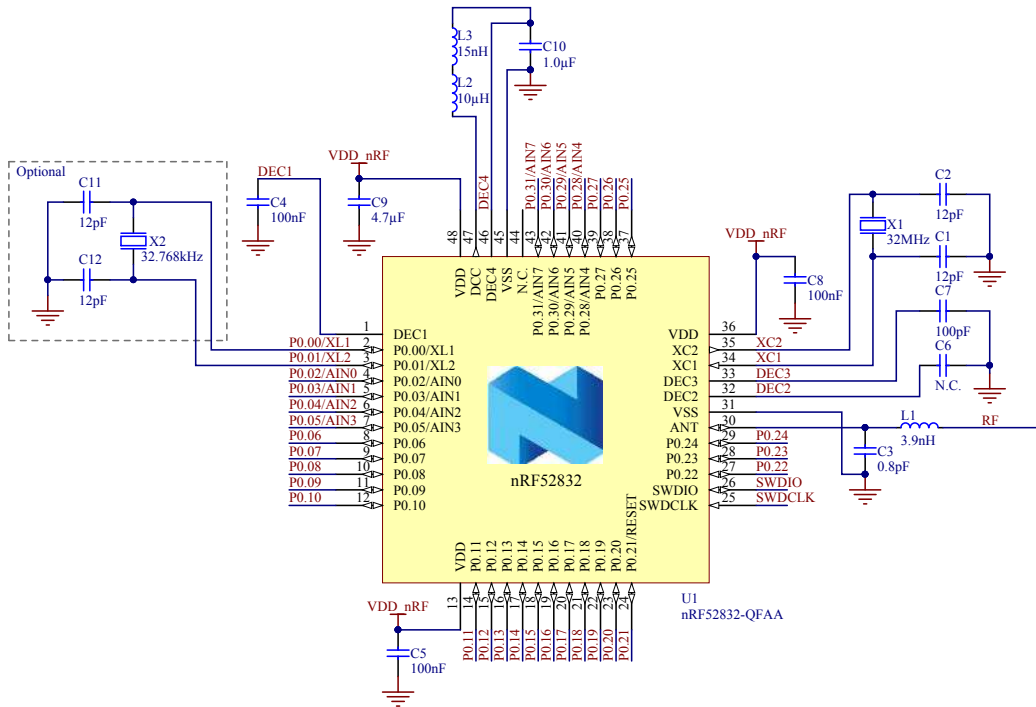 L3
15nH
C10
1.0µF
L2
10µH
Optional
C11
12pF
X2
32.768kHz
C12
12pF
DEC1
C4
100nF
VDD_nRF
C9
4.7µF
DEC4
P0.31/AIN7
P0.30/AIN6
P0.29/AIN5
P0.28/AIN4
P0.27
P0.26
P0.25
48
47
46
45
44
43
42
41
40
39
38
37
VDD
DCC
DEC4
VSS
N.C.
P0.31/AIN7
P0.30/AIN6
P0.29/AIN5
P0.28/AIN4
P0.27
P0.26
P0.25
C2
12pF
X1
32MHz
C1
12pF
VDD_nRF
C8
100nF
C7
100pF
C6
N.C.
1 DEC1
P0.00/XL1 2 P0.00/XL1
P0.01/XL2 3 P0.01/XL2
P0.02/AIN0 4 P0.02/AIN0
P0.03/AIN1 5 P0.03/AIN1
P0.04/AIN2 6 P0.04/AIN2
P0.05/AIN3 7 P0.05/AIN3
P0.06 8 P0.06
P0.07 9 P0.07
P0.08 10 P0.08
P0.09 11 P0.09
P0.10 12 P0.10
nRF52832
VDD 36
XC2 35 XC2
XC1 34 XC1
DEC3 33 DEC3
DEC2 32 DEC2
VSS 31
ANT 30
P0.24 29 P0.24
P0.23 28 P0.23
P0.22 27 P0.22
SWDIO 26 SWDIO
SWDCLK 25 SWDCLK
L1
3.9nH
RF
C3
0.8pF
VDD
P0.11
P0.12
P0.13
P0.14
P0.15
P0.16
P0.17
P0.18
P0.19
P0.20
P0.21/RESET
13
14
15
16
17
18
19
20
21
22
23
24
P0.11
P0.12
P0.13
P0.14
P0.15
P0.16
P0.17
P0.18
P0.19
P0.20
P0.21
U1
nRF52832-QFAA
VDD_nRF
C5
100nF